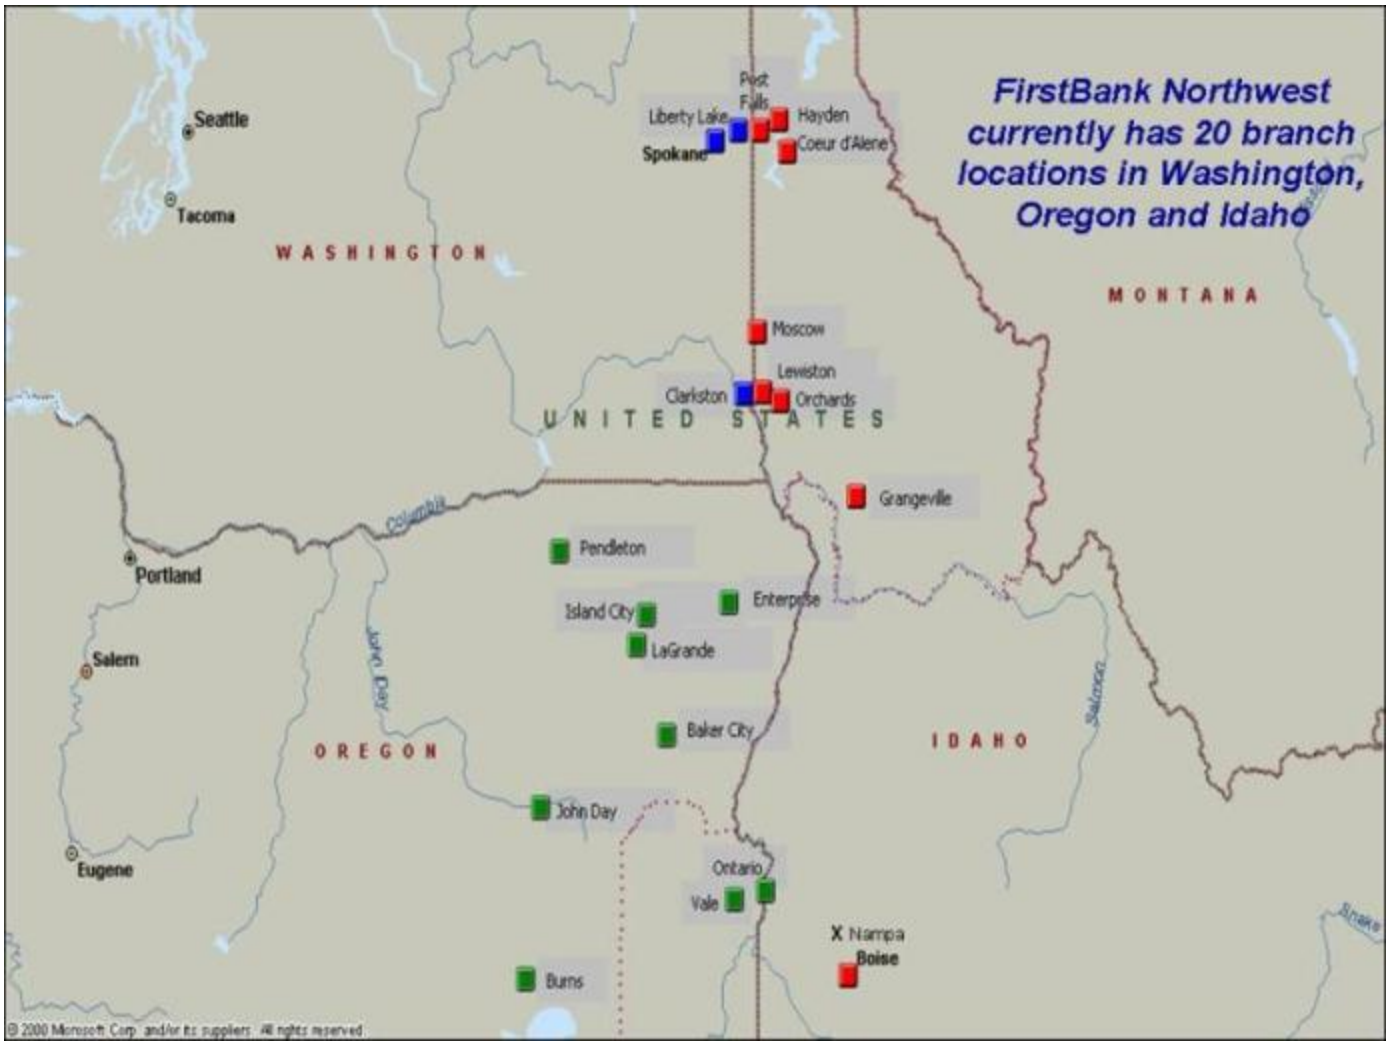 FirstBank Northwest
currently has 20 branch
locations in Washington,
Oregon and Idaho
Seattle
Tacoma
WASHINGTON
Post
Falls
Liberty Lake
Hayden
Spokane
Coeur d'Alene
MONTANA
Moscow
Lewiston
Clarkston
Orchards
UNITED STATES
Grangeville
Columbia
Portland
Pendleton
Enterprise
Island City
LaGrande
Salem
John Day
Salmon
Baker City
OREGON
IDAHO
John Day
Eugene
Ontario
Vale
X Nampa
Boise
Snake
Burns
© 2000 Microsoft Corp. and/or its suppliers. All rights reserved